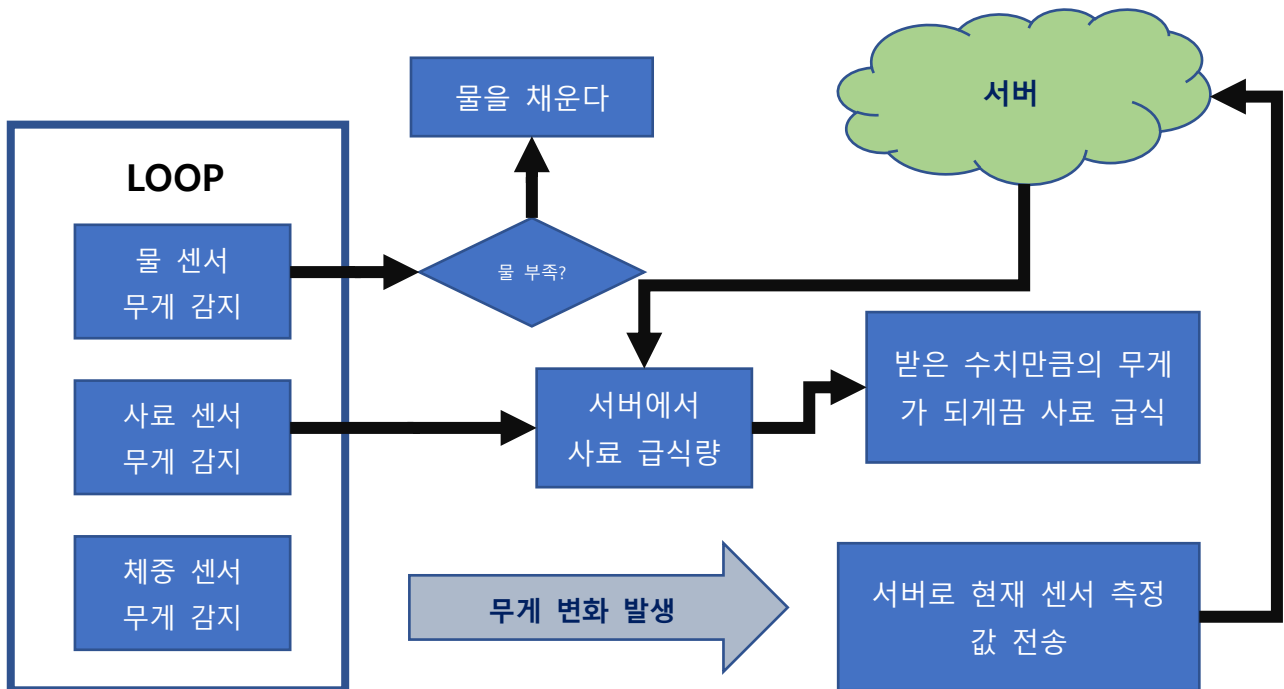 물을 채운다
서버
LOOP
물 센서
무게 감지
물 부족?
사료 센서
무게 감지
서버에서
사료 급식량
받은 수치만큼의 무게
가 되게끔 사료 급식
체중 센서
무게 감지
무게 변화 발생
서버로 현재 센서 측정
값 전송